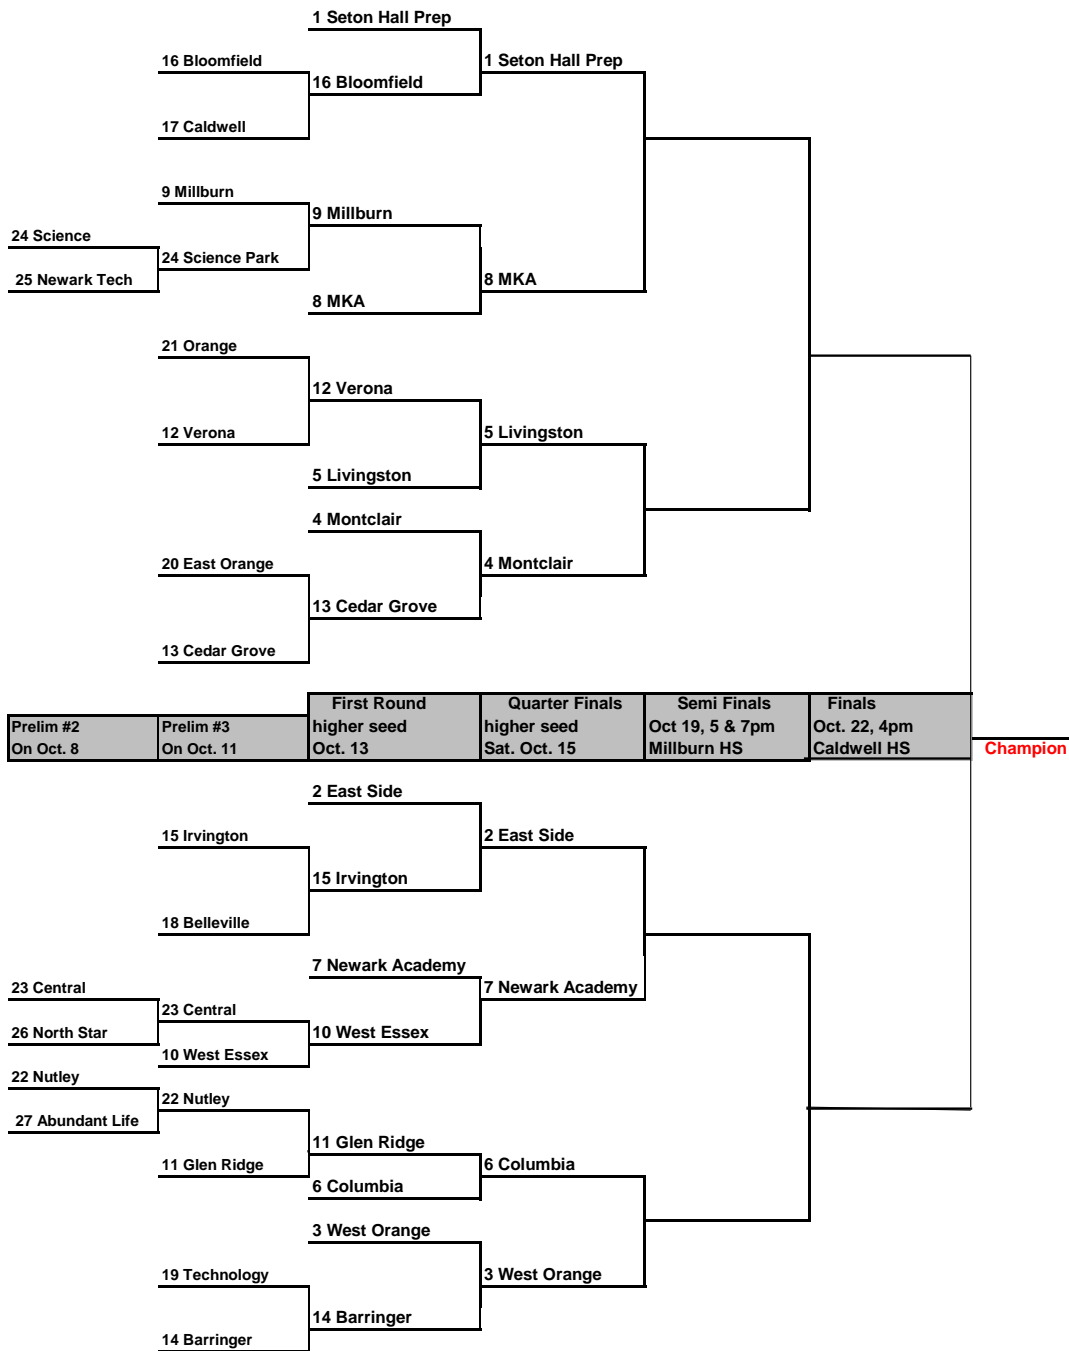 1 Seton Hall Prep
16 Bloomfield
1 Seton Hall Prep
16 Bloomfield
17 Caldwell
9 Millburn
9 Millburn
24 Science
24 Science Park
25 Newark Tech
8 MKA
8 MKA
21 Orange
12 Verona
12 Verona
5 Livingston
5 Livingston
4 Montclair
20 East Orange
4 Montclair
13 Cedar Grove
13 Cedar Grove
Prelim #2
On Oct. 8
Prelim #3
On Oct. 11
First Round
higher seed
Oct. 13
Quarter Finals
higher seed
Sat. Oct. 15
Semi Finals
Oct 19, 5 & 7pm
Millburn HS
Finals
Oct. 22, 4pm
Caldwell HS
Champion
2 East Side
15 Irvington
2 East Side
15 Irvington
18 Belleville
7 Newark Academy
23 Central
7 Newark Academy
23 Central
26 North Star
10 West Essex
10 West Essex
22 Nutley
22 Nutley
27 Abundant Life
11 Glen Ridge
11 Glen Ridge
6 Columbia
6 Columbia
3 West Orange
19 Technology
3 West Orange
14 Barringer
14 Barringer